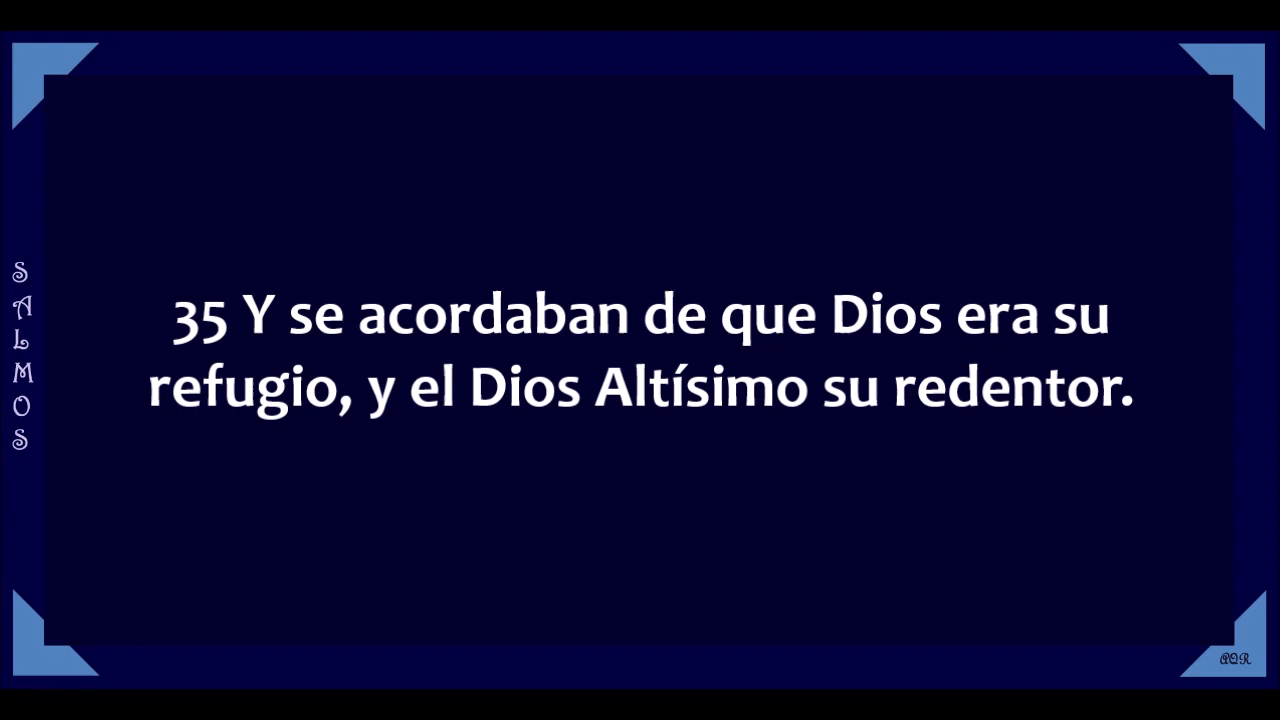 SALMOS
35 Y se acordaban de que Dios era su
refugio, y el Dios Altísimo su redentor.